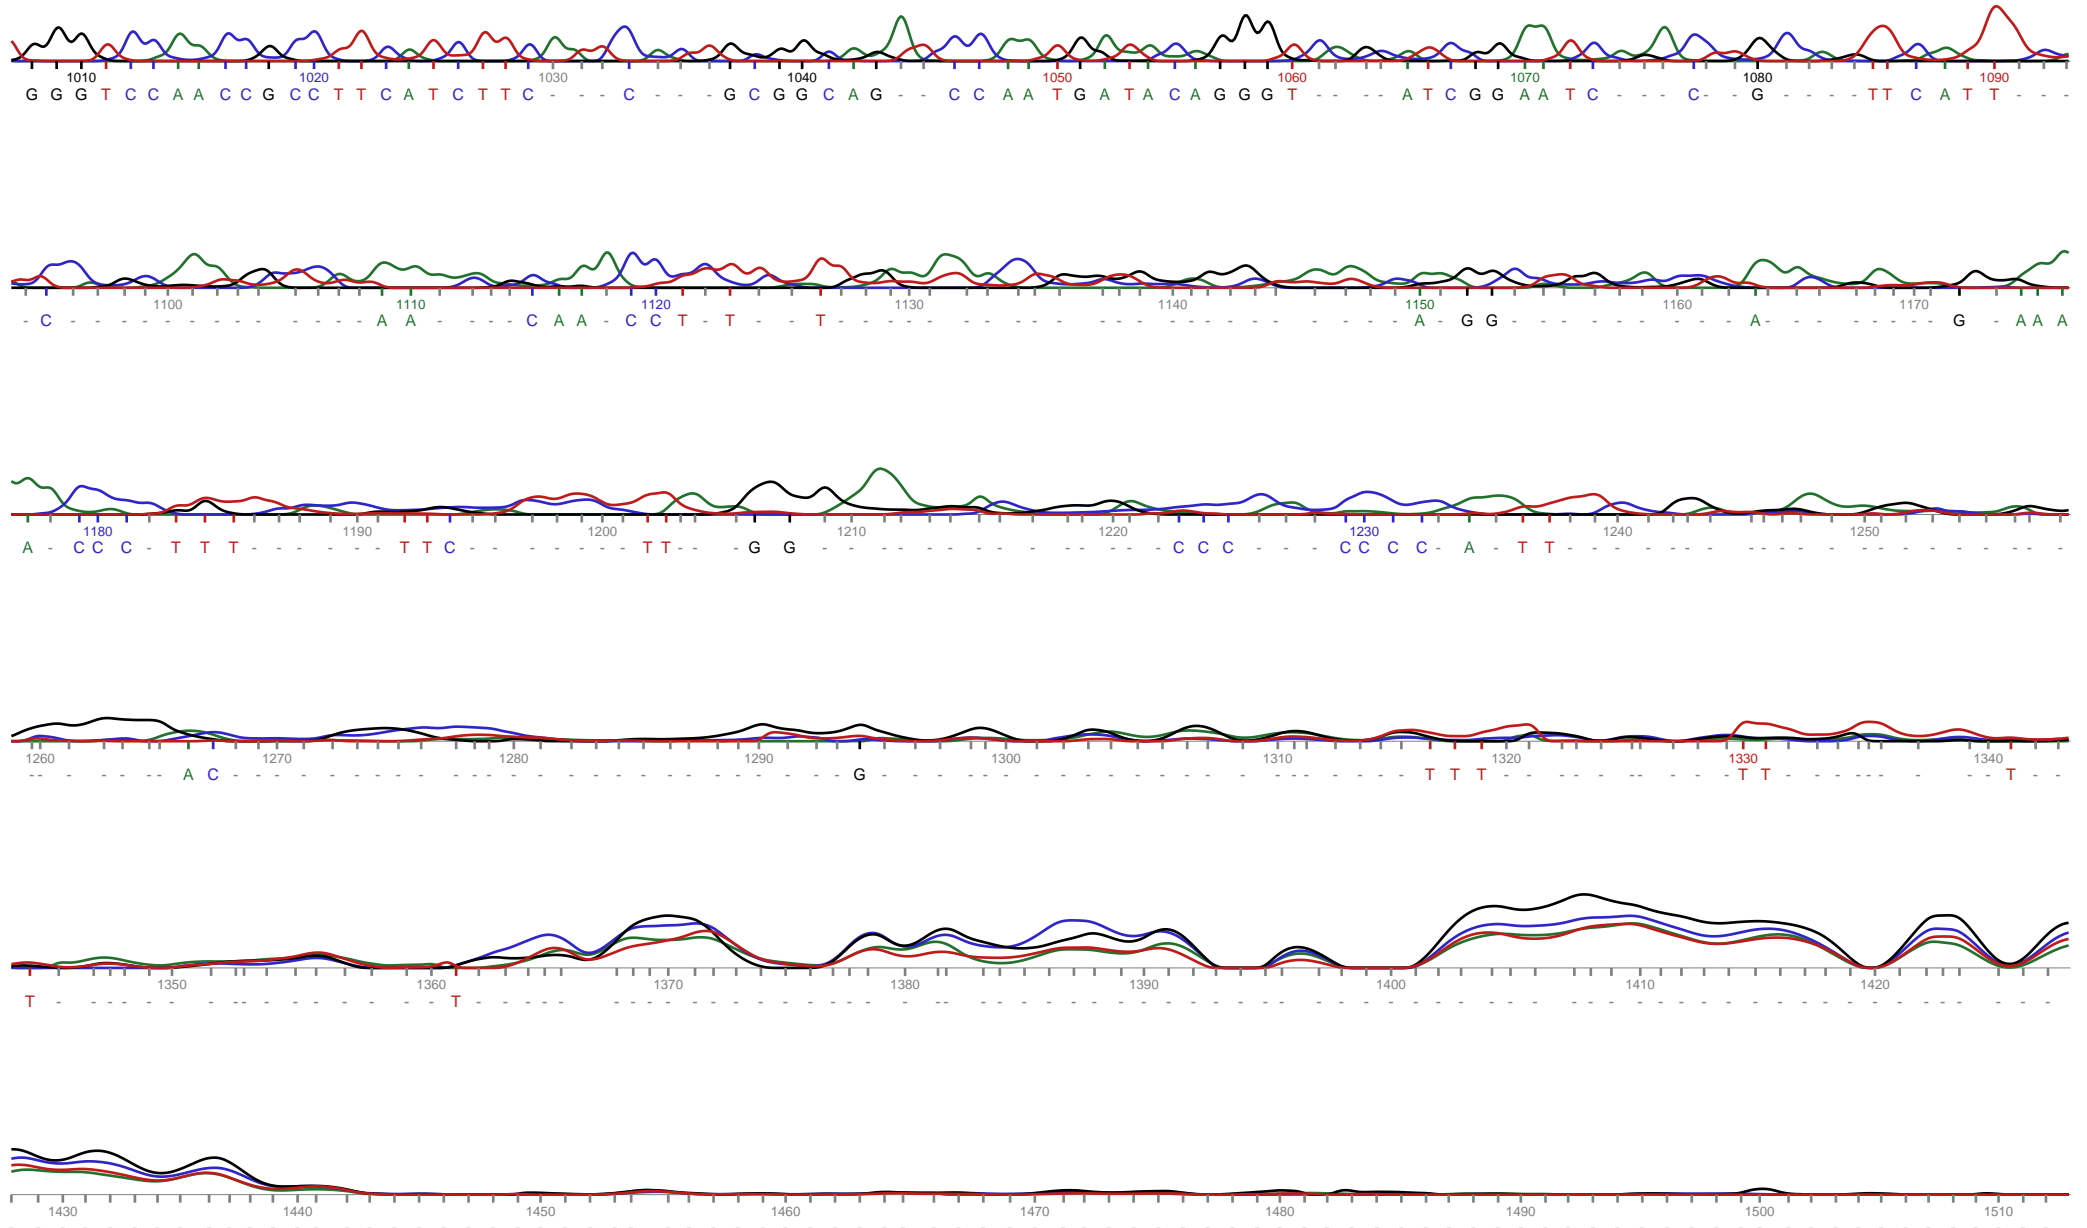 1010 1020 1030 1040 1050 1060 1070 1080 1090
G G G T C C A A C C G C C T T C A T C T T C - - - C - - - G C G G C A G - - C C A A T G A T A C A G G G T - - - - A T C G G A A T C - - - C - - G - - - - - T T C A T T - - -
1100 1110 1120 1130 1140 1150 1160 1170
- C - - - - - - - - - - - - - A A - - - - C A A - C C T - T - - - T - - - - - - - - - - - - - - - - - - - - - - - - A - G G - - - - - - - - - - A - - - - - - - - G - A A A
1180 1190 1200 1210 1220 1230 1240 1250
A - C C C - T T T - - - - - - T T C - - - - - - - - T T - - - G G - - - - - - - - - - - - - - - C C C - - - - C C C C - A - T T - - - - - - - - - - - - - - - - - - - -
1260 1270 1280 1290 1300 1310 1320 1330 1340
- - - - - - - - A C - - - - - - - - - - - - - - - - - - - - - - - - - - G - - - - - - - - - - - - - - - - - - - - - - T T T - - - - - - - - - - T T - - - - - - - - - T - -
1350 1360 1370 1380 1390 1400 1410 1420
T - - - - - - - - - - - - - - - - - T - - - - - - - - - - - - - - - - - - - - - - - - - - - - - - - - - - - - - - - - - - - - - - - - - - - - - - - - - - - - - - - - - -
1430 1440 1450 1460 1470 1480 1490 1500 1510